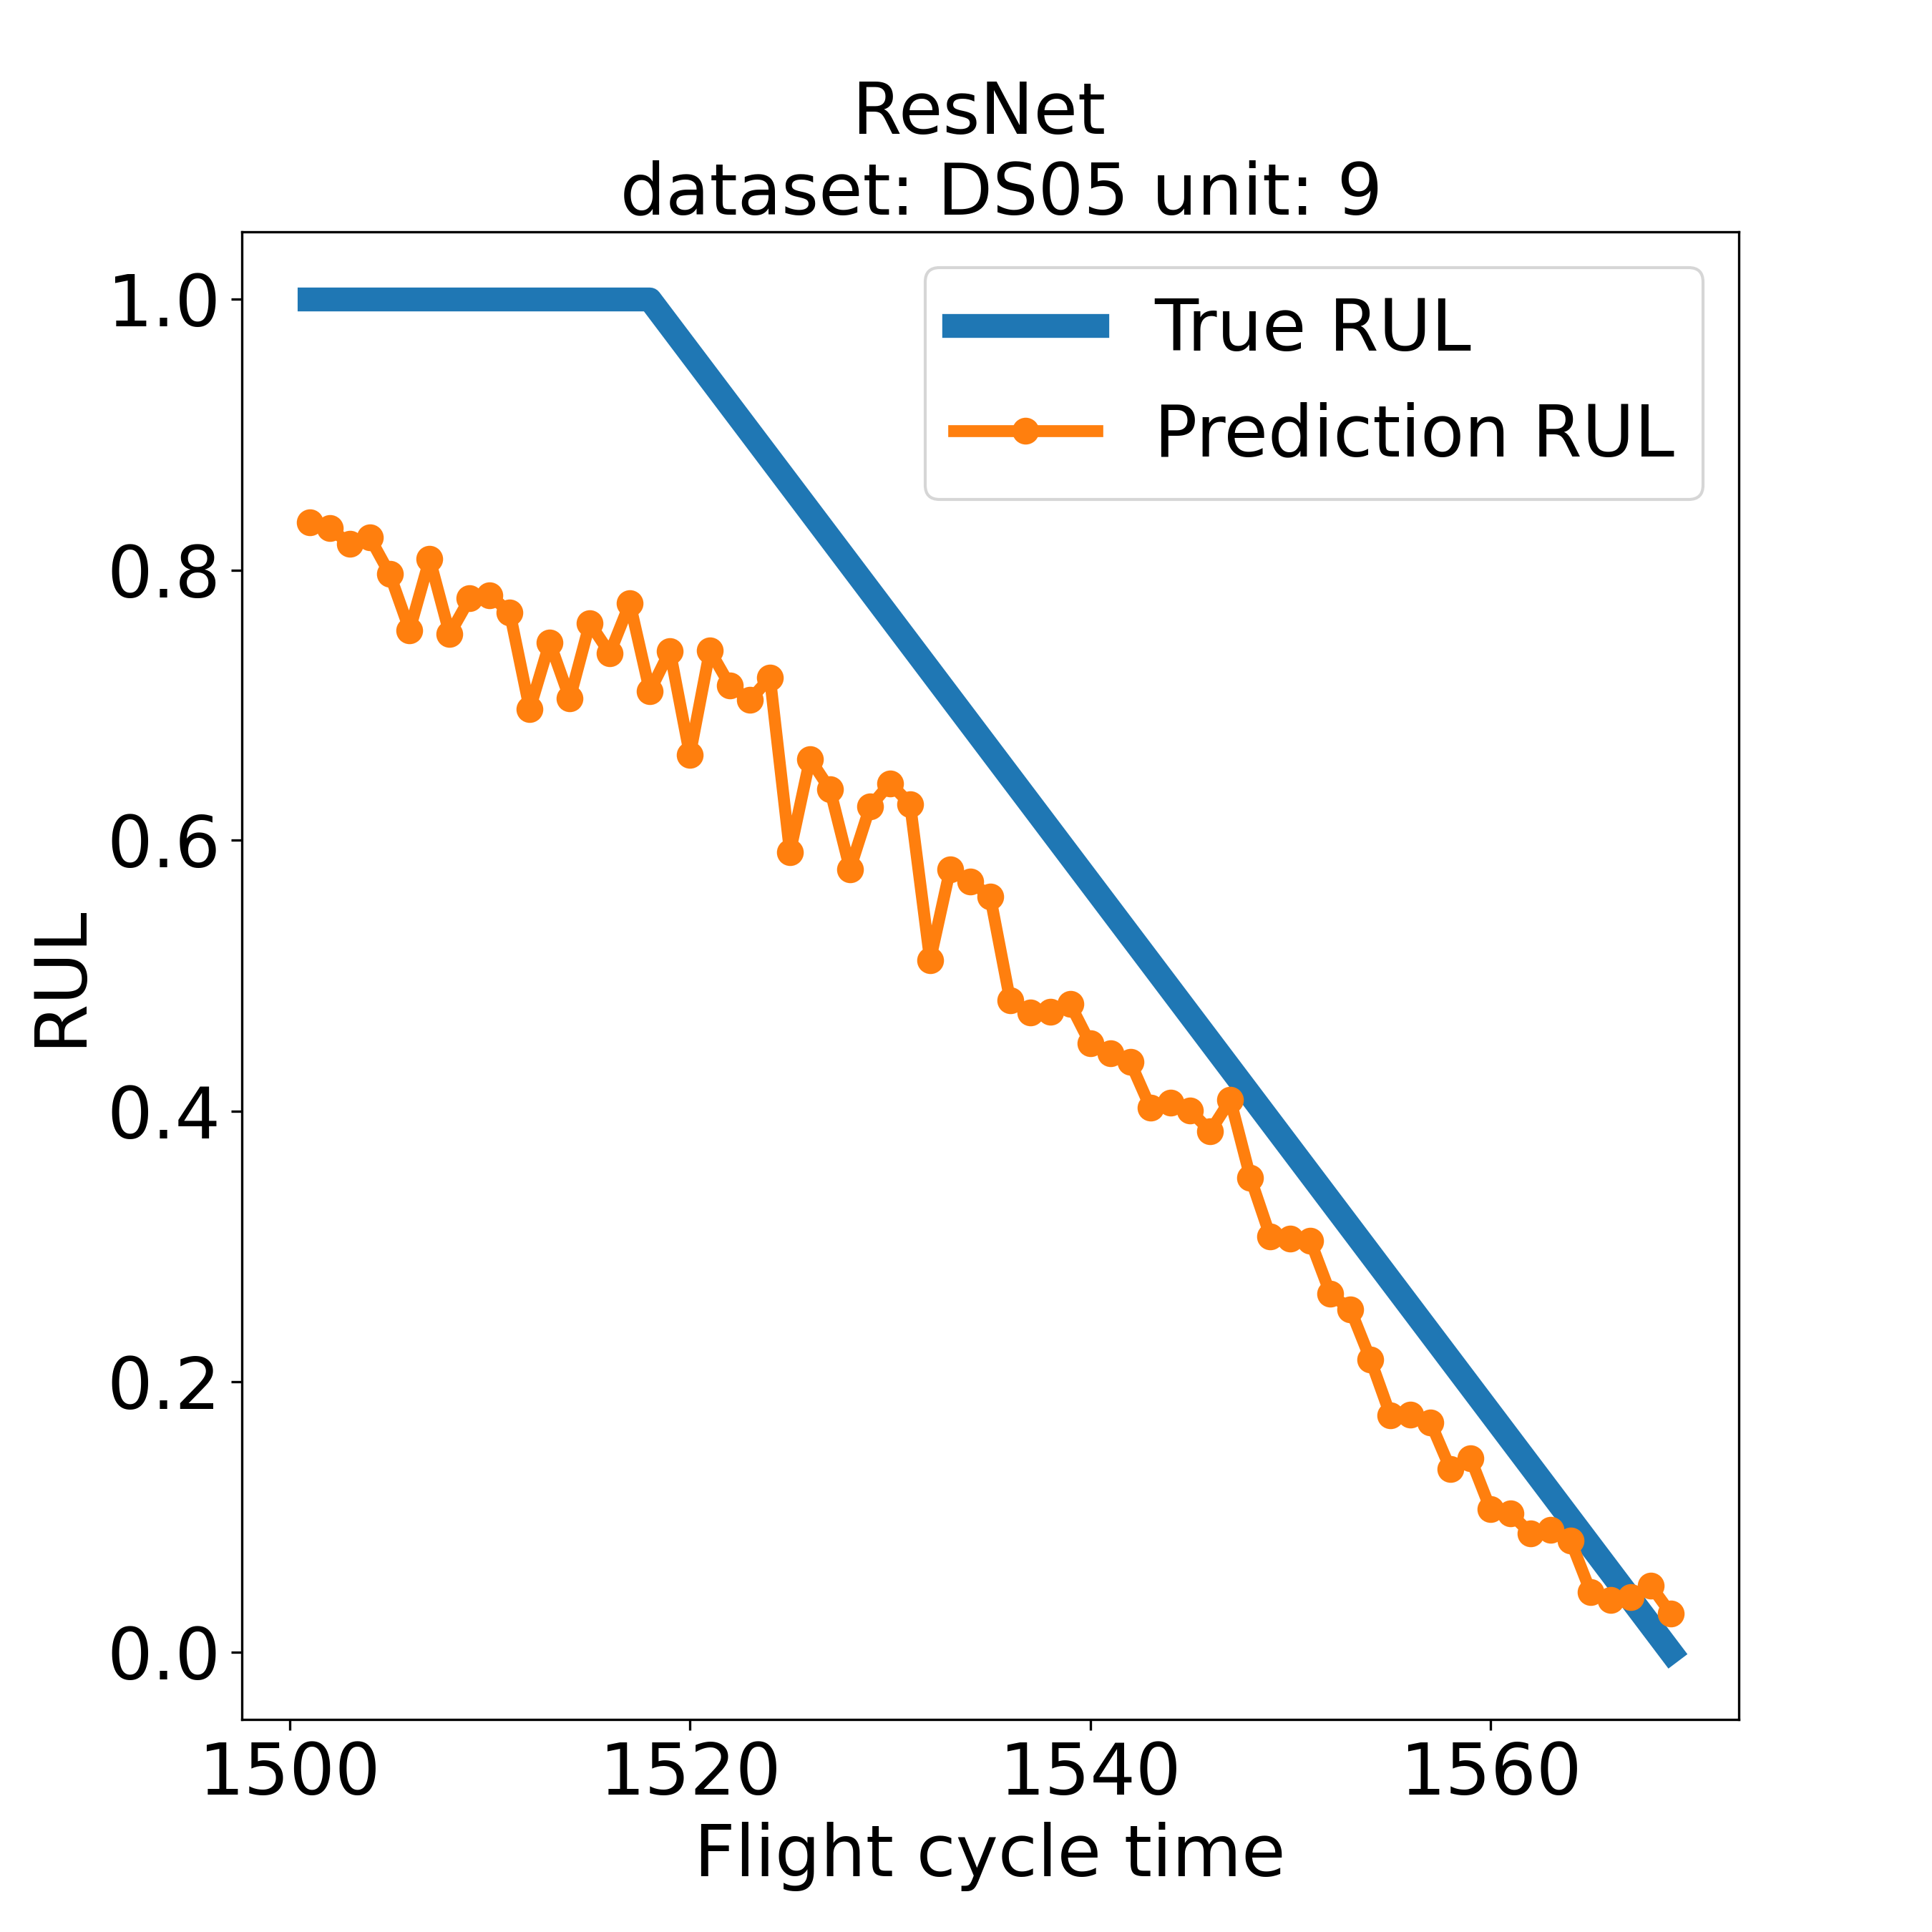 ResNet
dataset: DS05 unit: 9
True RUL
Prediction RUL
1.0
0.8
0.6
0.4
0.2
0.0
RUL
1500 1520 1540 1560
Flight cycle time